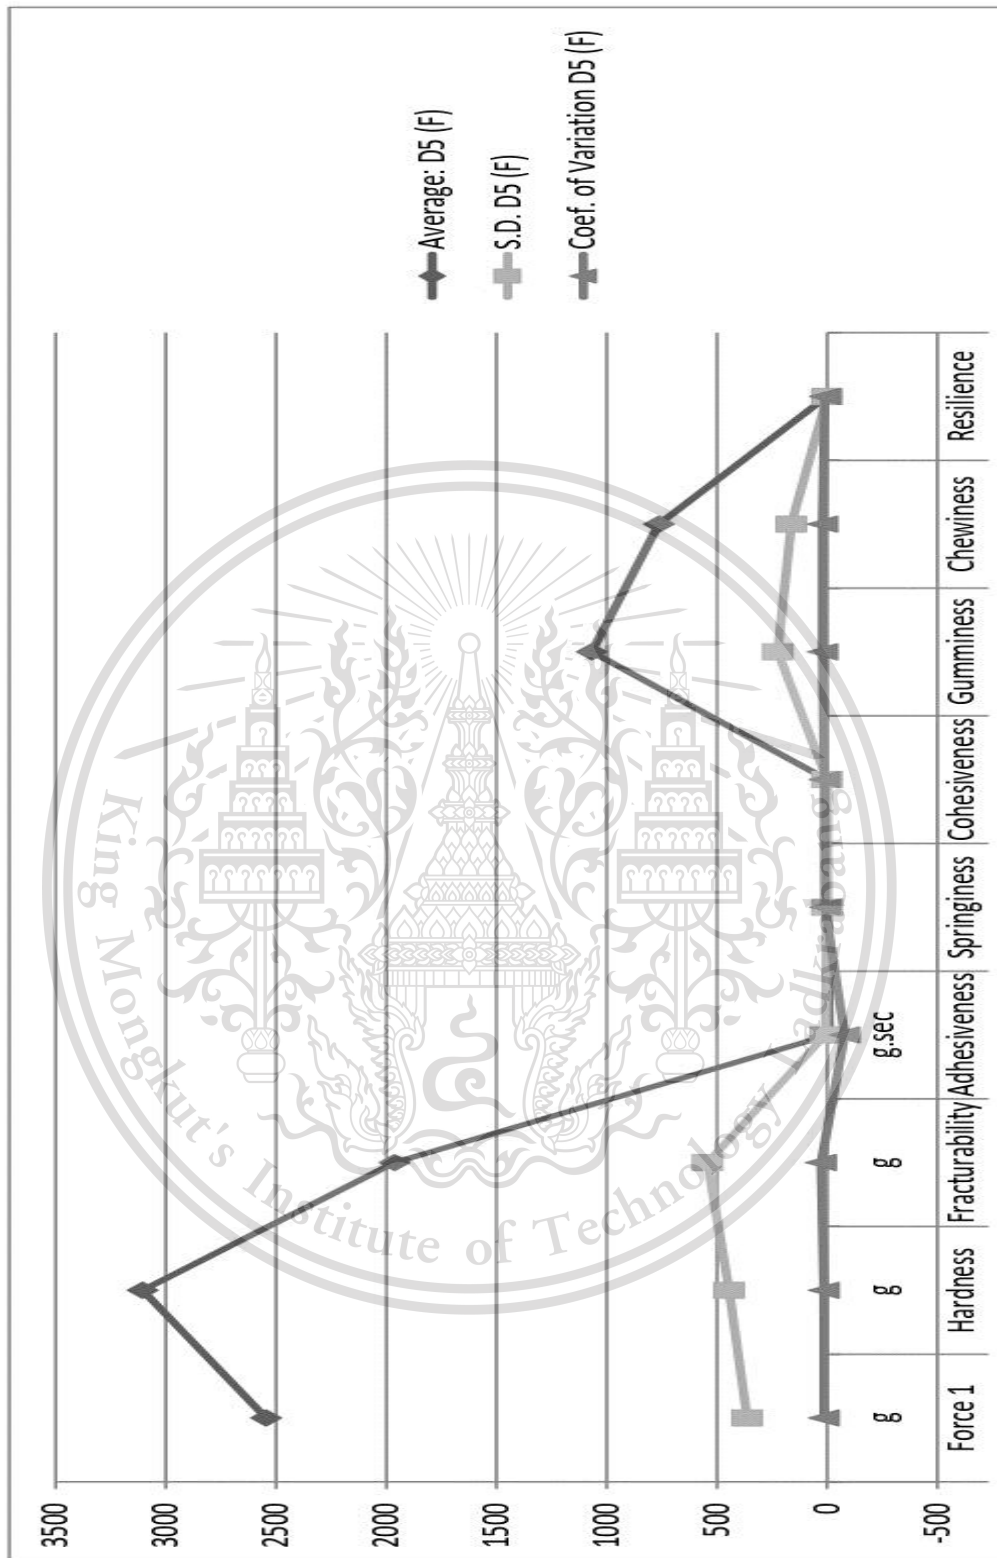 3500
3000
2500
2000
1500
1000
500
0
-500
g
g
g
g.sec
Force 1
Hardness
Fracturability
Adhesiveness
Springiness
Cohesiveness
Gumminess
Chewiness
Resilience
Average: D5 (F)
S.D. D5 (F)
Coef. of Variation D5 (F)
King Mongkut's Institute of Technology Ladkrabang